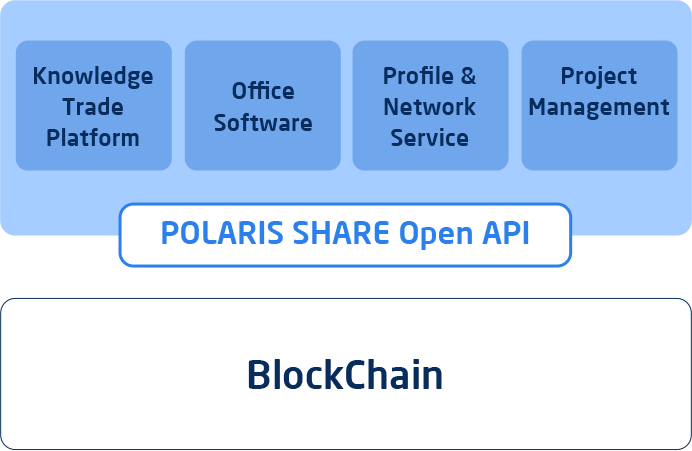 Knowledge
Trade
Platform
Office
Software
Profile &
Network
Service
Project
Management
POLARIS SHARE Open API
BlockChain